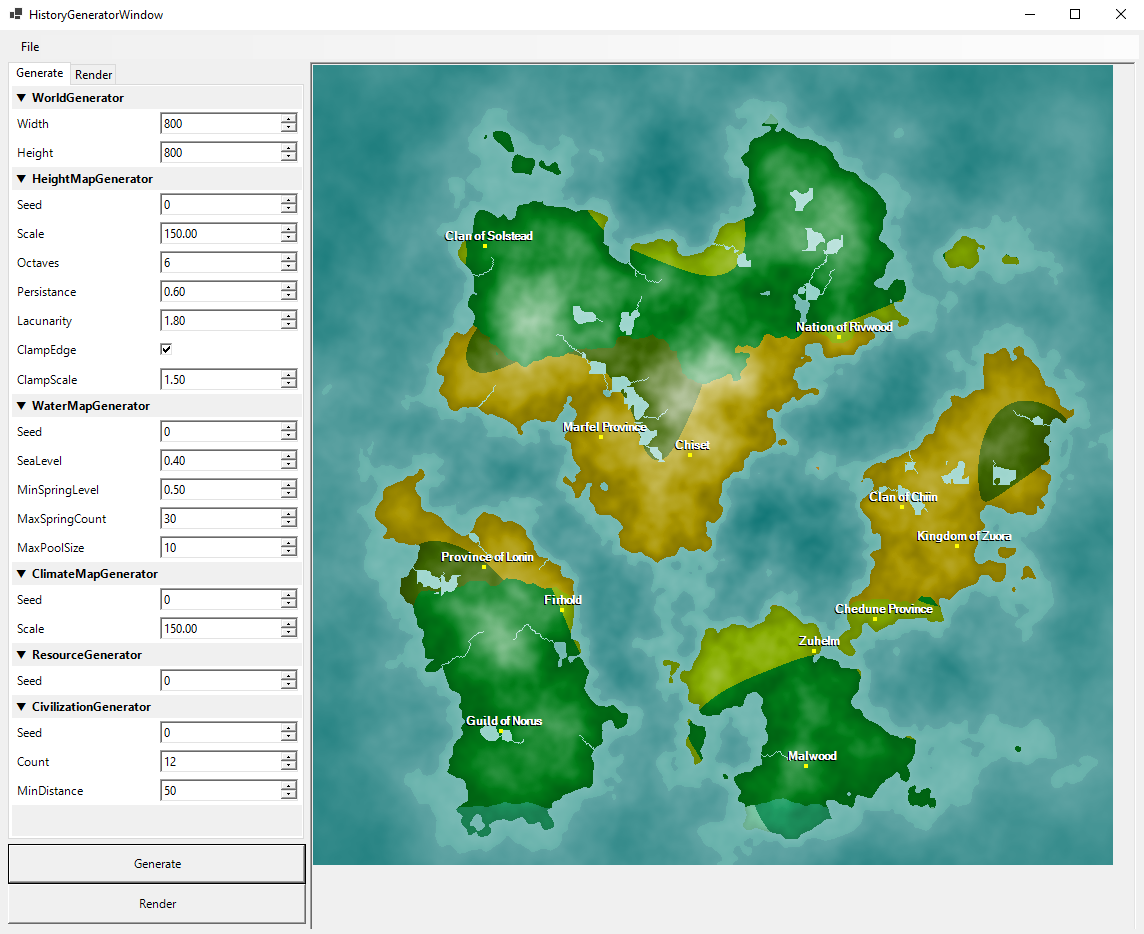 HistoryGeneratorWindow
File
Generate Render
WorldGenerator
Width 800
Height 800
HeightMapGenerator
Seed 0
Scale 150.00
Octaves 6
Persistance 0.60
Lacunarity 1.80
ClampEdge
ClampScale 1.50
WaterMapGenerator
Seed 0
SeaLevel 0.40
MinSpringLevel 0.50
MaxSpringCount 30
MaxPoolSize 10
ClimateMapGenerator
Seed 0
Scale 150.00
ResourceGenerator
Seed 0
CivilizationGenerator
Seed 0
Count 12
MinDistance 50
Generate
Render
Clan of Solstead
Nation of Rivwood
Marfel Province
Chiset
Clan of Chiin
Kingdom of Zuora
Province of Lonin
Firhold
Chedune Province
Zuhelm
Guild of Norus
Malwood